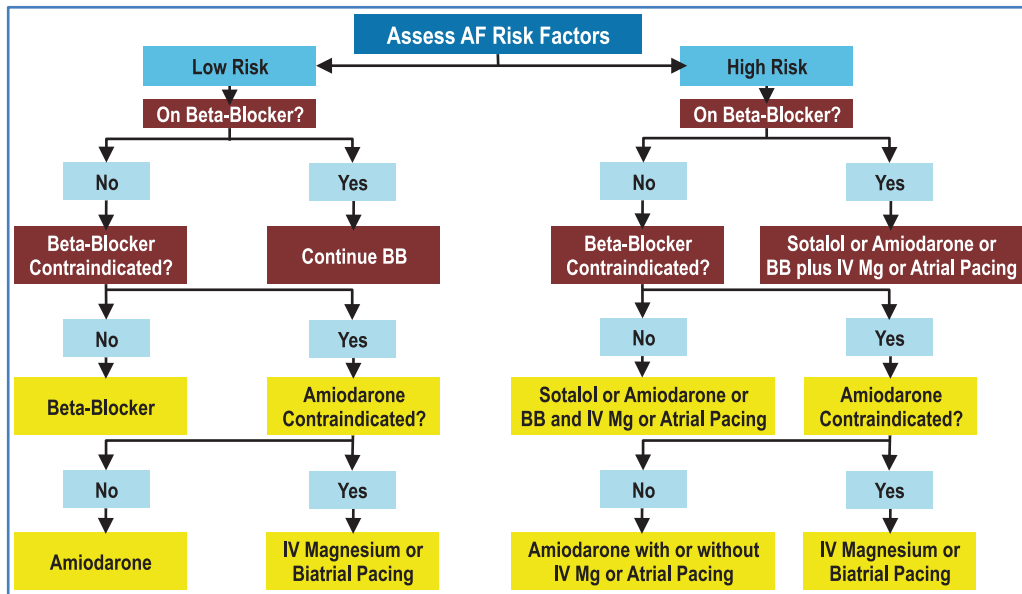 Assess AF Risk Factors
Low Risk
High Risk
On Beta-Blocker?
On Beta-Blocker?
No
Yes
No
Yes
Beta-Blocker
Contraindicated?
Continue BB
Beta-Blocker
Contraindicated?
Sotalol or Amiodarone or
BB plus IV Mg or Atrial Pacing
No
Yes
No
Yes
Beta-Blocker
Amiodarone
Contraindicated?
Sotalol or Amiodarone or
BB and IV Mg or Atrial Pacing
Amiodarone
Contraindicated?
No
Yes
No
Yes
Amiodarone
IV Magnesium or
Biatrial Pacing
Amiodarone with or without
IV Mg or Atrial Pacing
IV Magnesium or
Biatrial Pacing